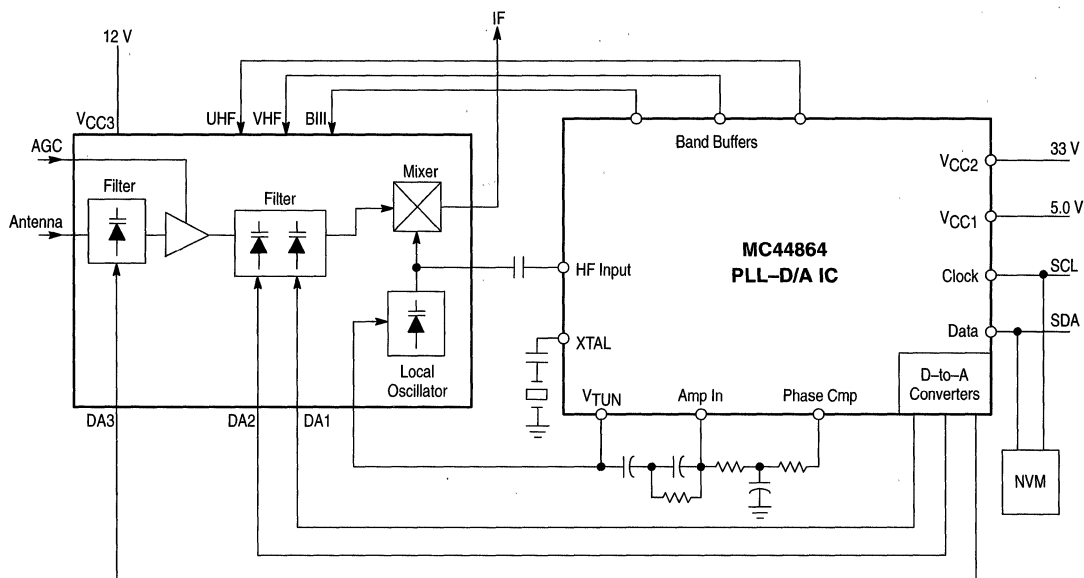 IF
12 V
VCC3
UHF
VHF
BIII
AGC
Antenna
Filter
Filter
Mixer
Local
Oscillator
DA3
DA2
DA1
Band Buffers
VCC2
33 V
VCC1
5.0 V
MC44864
PLL–D/A IC
HF Input
Clock
SCL
XTAL
Data
SDA
D–to–A
Converters
VTUN
Amp In
Phase Cmp
NVM